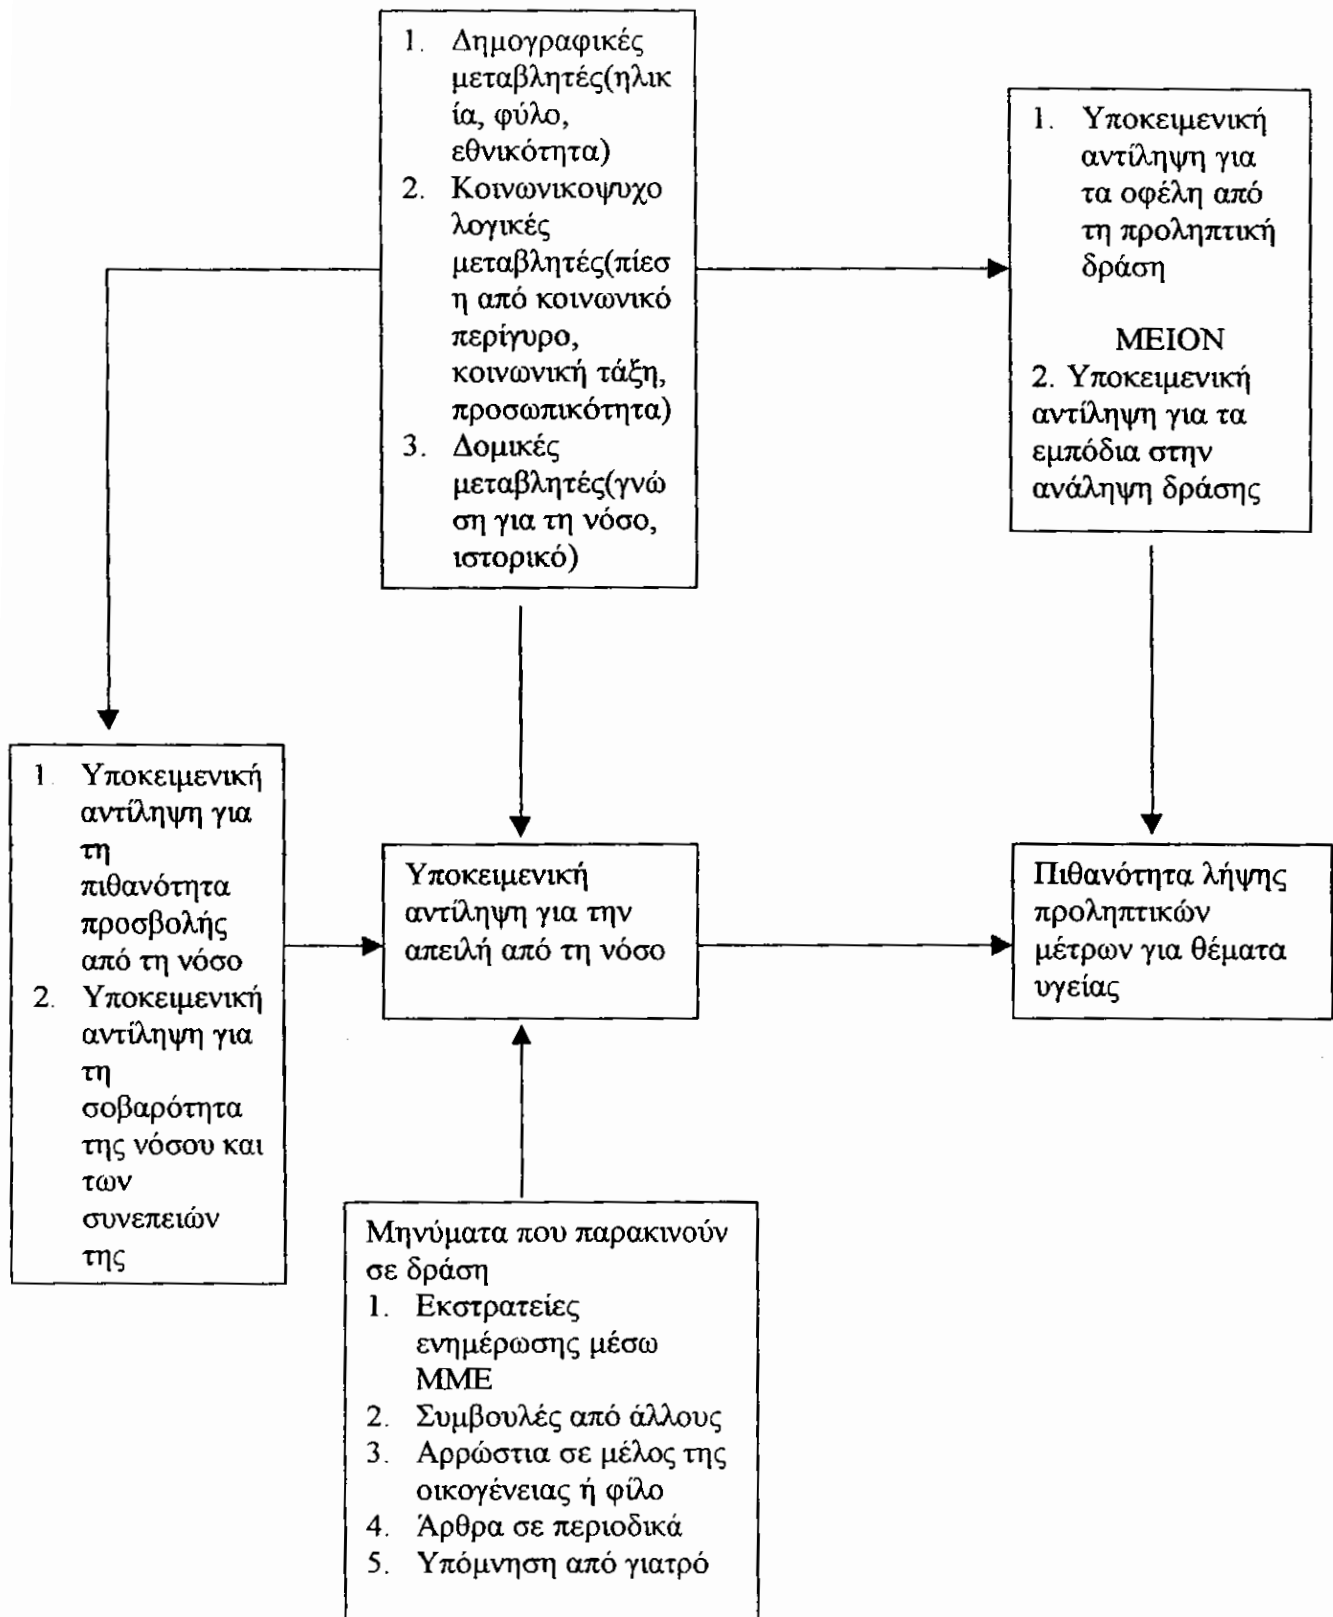 1. Δημογραφικές
μεταβλητές(ηλικ
ία, φύλο,
εθνικότητα)
2. Κοινωνικοψυχο
λογικές
μεταβλητές(πίεσ
η από κοινωνικό
περίγυρο,
κοινωνική τάξη,
προσωπικότητα)
3. Δομικές
μεταβλητές(γνώ
ση για τη νόσο,
ιστορικό)
1. Υποκειμενική
αντίληψη για
τα οφέλη από
τη προληπτική
δράση
ΜΕΙΟΝ
2. Υποκειμενική
αντίληψη για τα
εμπόδια στην
ανάληψη δράσης
1. Υποκειμενική
αντίληψη για
τη
πιθανότητα
προσβολής
από τη νόσο
2. Υποκειμενική
αντίληψη για
τη
σοβαρότητα
της νόσου και
των
συνεπειών
της
Υποκειμενική
αντίληψη για την
απειλή από τη νόσο
Πιθανότητα λήψης
προληπτικών
μέτρων για θέματα
υγείας
Μηνύματα που παρακινούν
σε δράση
1. Εκστρατείες
ενημέρωσης μέσω
ΜΜΕ
2. Συμβουλές από άλλους
3. Αρρώστια σε μέλος της
οικογένειας ή φίλο
4. Άρθρα σε περιοδικά
5. Υπόμνηση από γιατρό